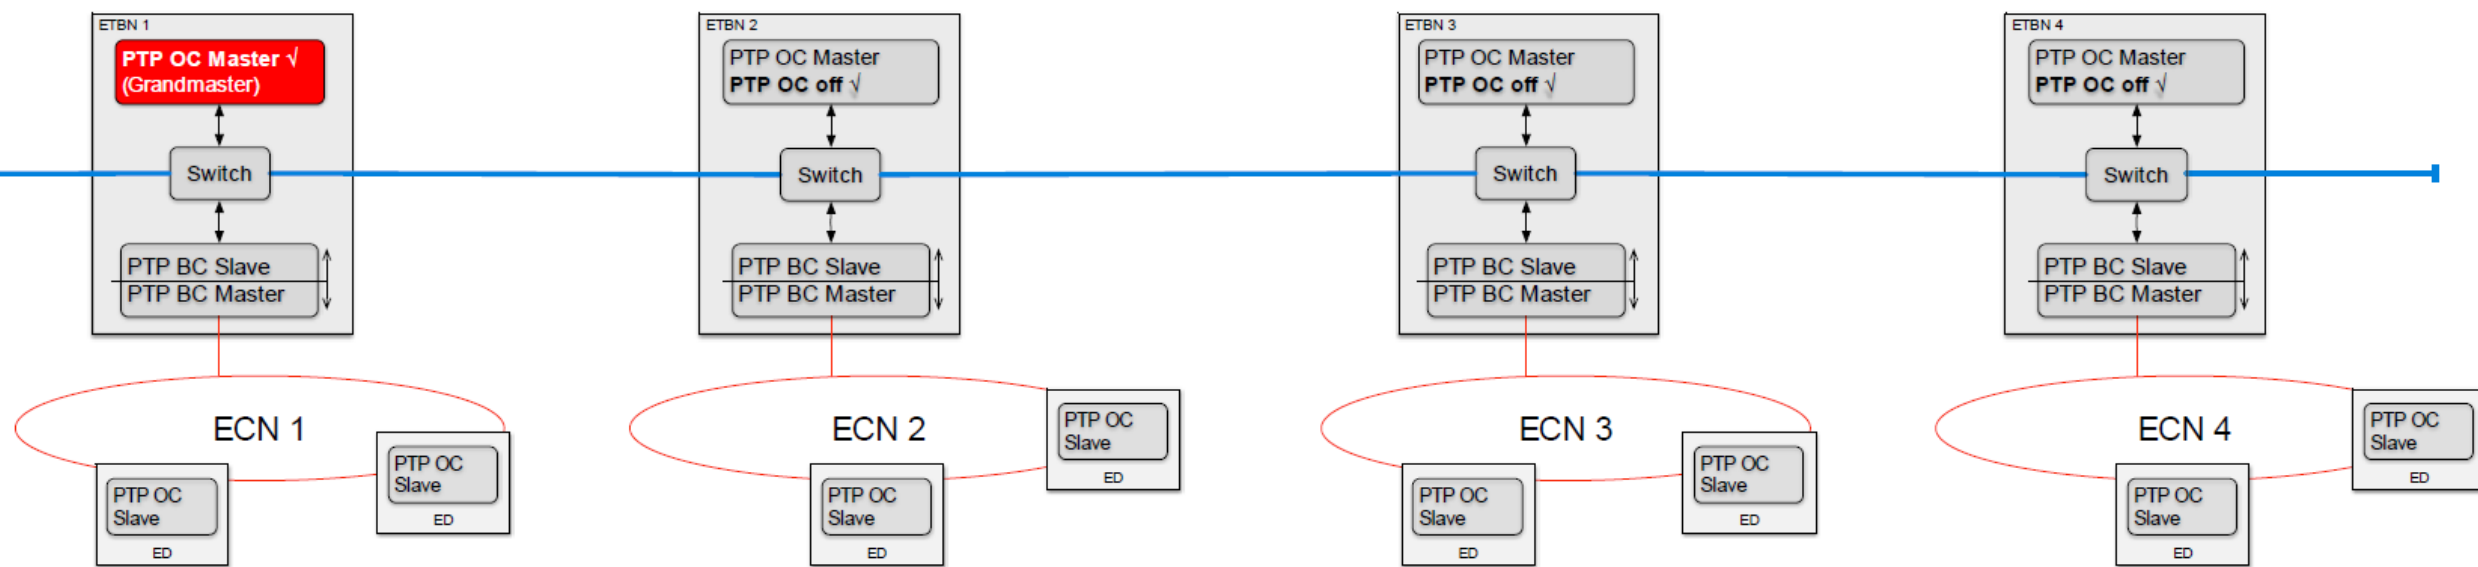 ETBN 1
PTP OC Master √
(Grandmaster)
Switch
PTP BC Slave
PTP BC Master
ECN 1
PTP OC
Slave
ED
PTP OC
Slave
ED
ETBN 2
PTP OC Master
PTP OC off √
Switch
PTP BC Slave
PTP BC Master
ECN 2
PTP OC
Slave
ED
PTP OC
Slave
ED
ETBN 3
PTP OC Master
PTP OC off √
Switch
PTP BC Slave
PTP BC Master
ECN 3
PTP OC
Slave
ED
PTP OC
Slave
ED
ETBN 4
PTP OC Master
PTP OC off √
Switch
PTP BC Slave
PTP BC Master
ECN 4
PTP OC
Slave
ED
PTP OC
Slave
ED